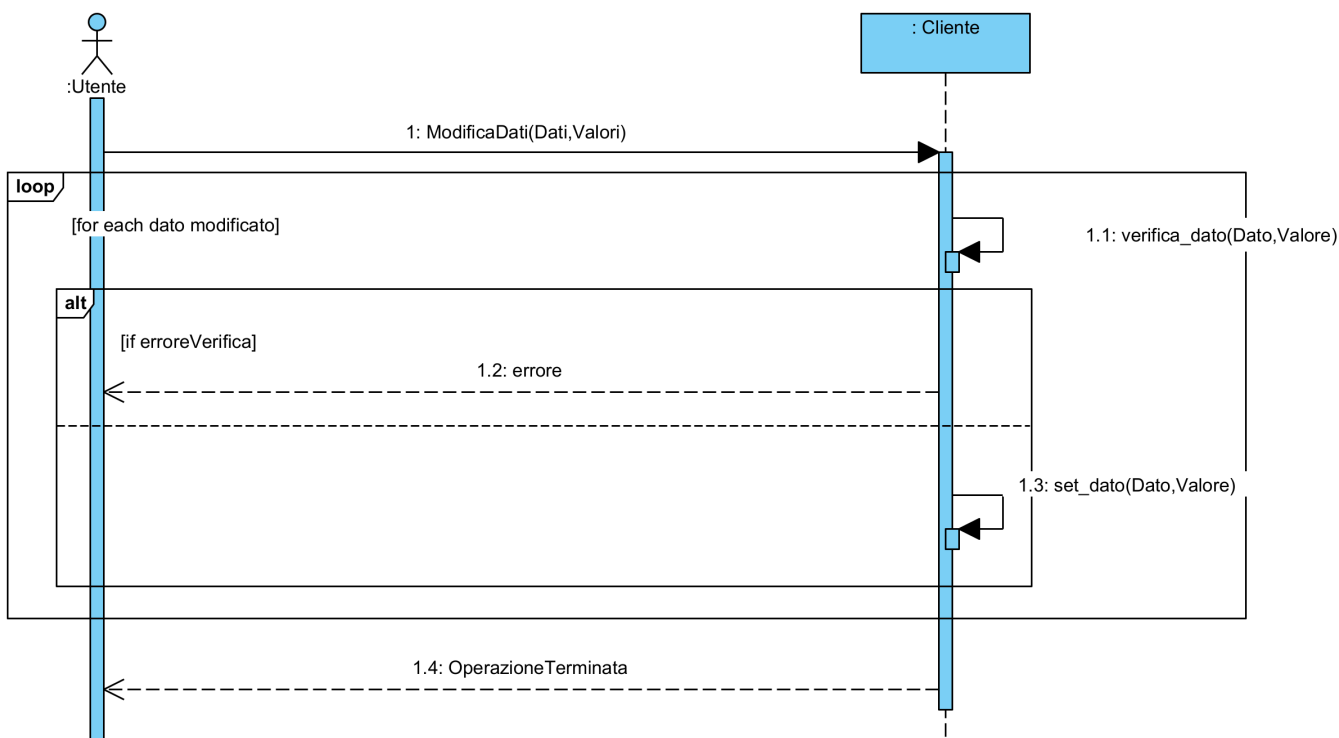 : Cliente
:Utente
1: ModificaDati(Dati,Valori)
loop
[for each dato modificato]
1.1: verifica_dato(Dato,Valore)
alt
[if erroreVerifica]
1.2: errore
1.3: set_dato(Dato,Valore)
1.4: OperazioneTerminata